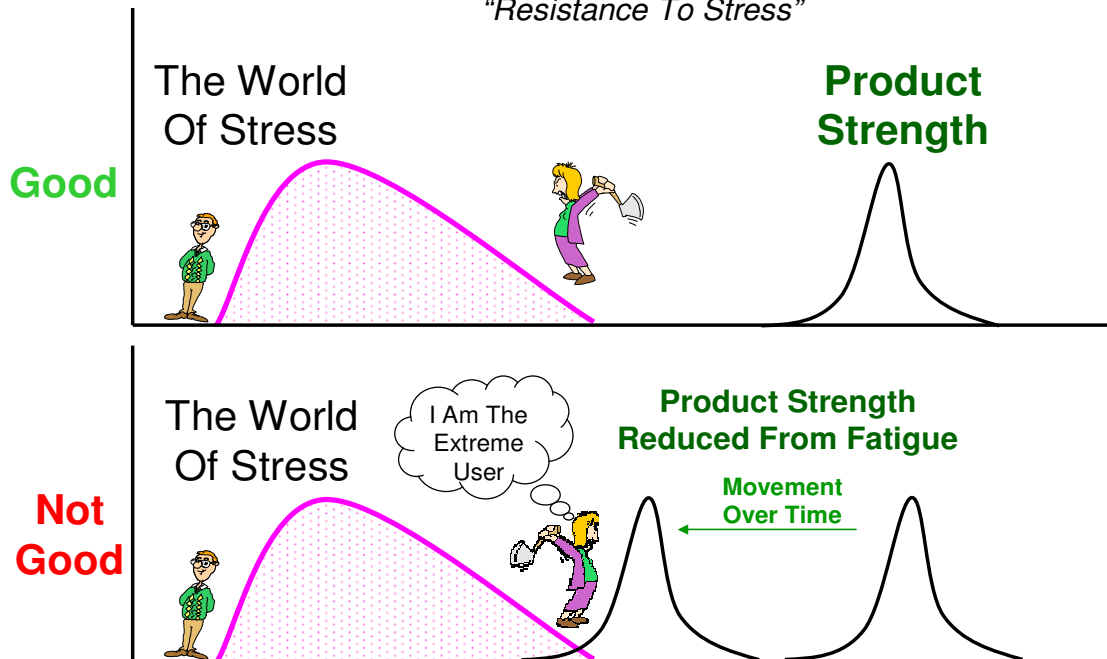 “Resistance To Stress”
The World
Of Stress
Product
Strength
Good
The World
Of Stress
I Am The
Extreme
User
Product Strength
Reduced From Fatigue
Movement
Over Time
Not
Good